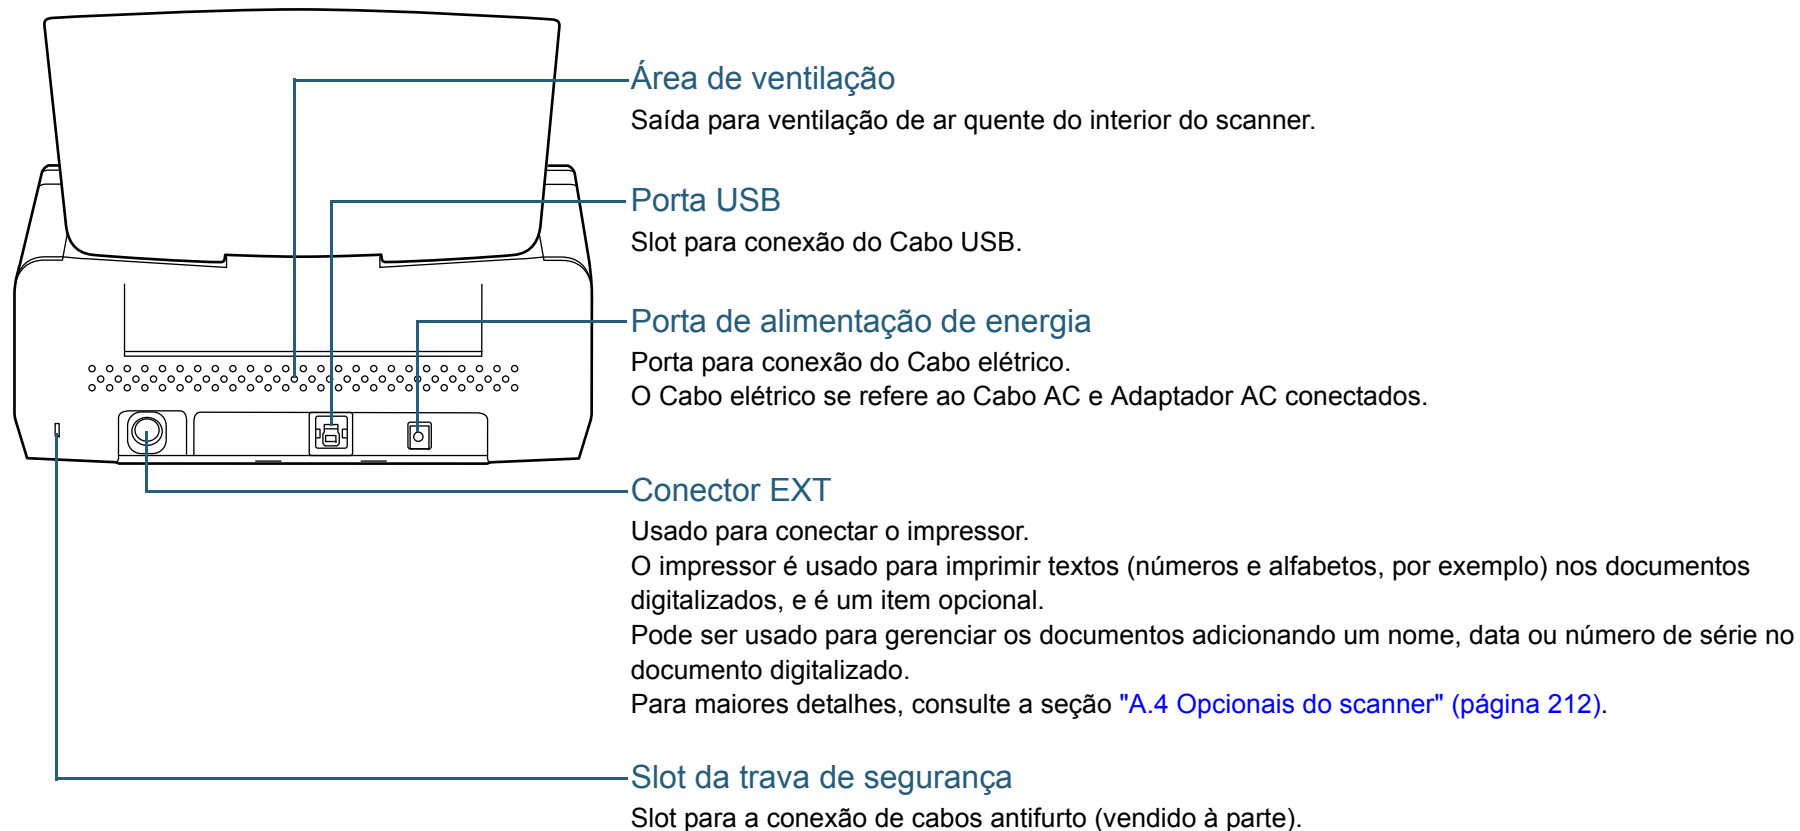 Área de ventilação
Saída para ventilação de ar quente do interior do scanner.
Porta USB
Slot para conexão do Cabo USB.
Porta de alimentação de energia
Porta para conexão do Cabo elétrico.
O Cabo elétrico se refere ao Cabo AC e Adaptador AC conectados.
Conector EXT
Usado para conectar o impressor.
O impressor é usado para imprimir textos (números e alfabetos, por exemplo) nos documentos
digitalizados, e é um item opcional.
Pode ser usado para gerenciar os documentos adicionando um nome, data ou número de série no
documento digitalizado.
Para maiores detalhes, consulte a seção "A.4 Opcionais do scanner" (página 212).
Slot da trava de segurança
Slot para a conexão de cabos antifurto (vendido à parte).